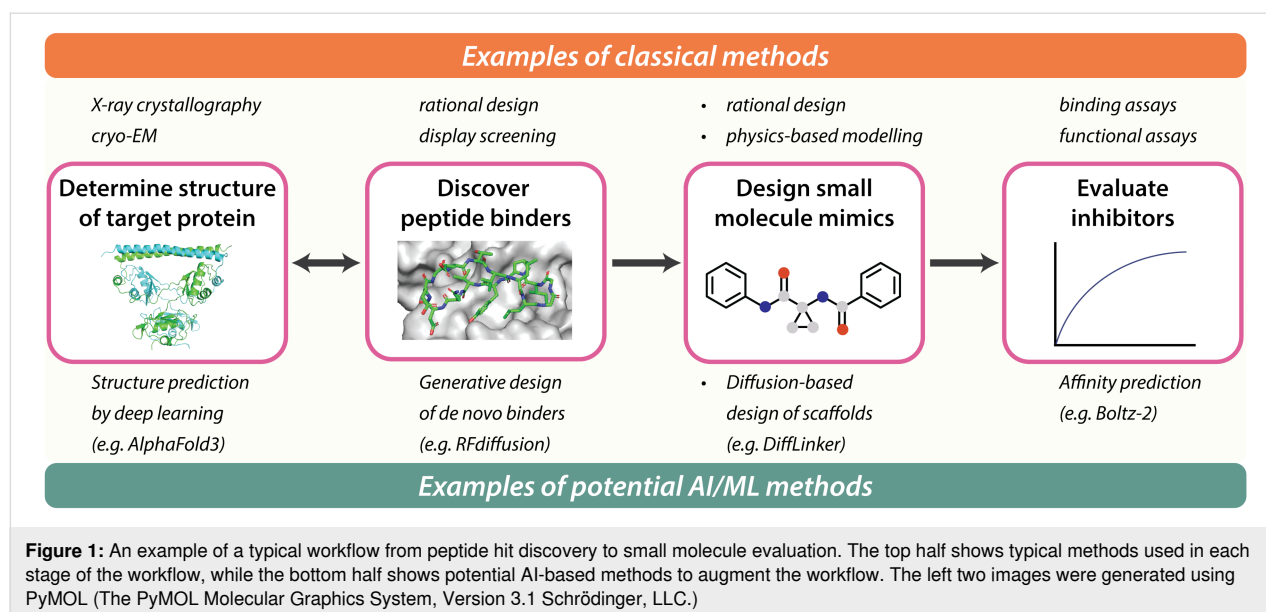 Examples of classical methods
X-ray crystallography
cryo-EM
rational design
display screening
• rational design
• physics-based modelling
binding assays
functional assays
Determine structure
of target protein
Discover
peptide binders
Design small
molecule mimics
Evaluate
inhibitors
Structure prediction
by deep learning
(e.g. AlphaFold3)
Generative design
of de novo binders
(e.g. RFdiffusion)
• Diffusion-based
design of scaffolds
(e.g. DiffLinker)
Affinity prediction
(e.g. Boltz-2)
Examples of potential AI/ML methods
Figure 1: An example of a typical workflow from peptide hit discovery to small molecule evaluation. The top half shows typical methods used in each
stage of the workflow, while the bottom half shows potential AI-based methods to augment the workflow. The left two images were generated using
PyMOL (The PyMOL Molecular Graphics System, Version 3.1 Schrödinger, LLC.)